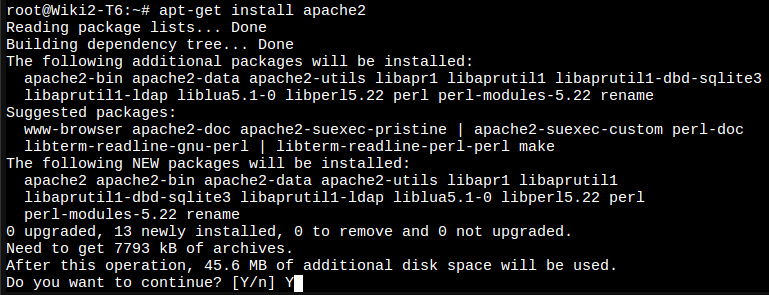 root@Wiki2-T6:~# apt-get install apache2
Reading package lists... Done
Building dependency tree... Done
The following additional packages will be installed:
  apache2-bin apache2-data apache2-utils libapr1 libaprutil1 libaprutil1-dbd-sqlite3
  libaprutil1-ldap liblua5.1-0 libperl5.22 perl perl-modules-5.22 rename
Suggested packages:
  www-browser apache2-doc apache2-suexec-pristine | apache2-suexec-custom perl-doc
  libterm-readline-gnu-perl | libterm-readline-perl-perl make
The following NEW packages will be installed:
  apache2 apache2-bin apache2-data apache2-utils libapr1 libaprutil1
  libaprutil1-dbd-sqlite3 libaprutil1-ldap liblua5.1-0 libperl5.22 perl
  perl-modules-5.22 rename
0 upgraded, 13 newly installed, 0 to remove and 0 not upgraded.
Need to get 7793 kB of archives.
After this operation, 45.6 MB of additional disk space will be used.
Do you want to continue? [Y/n] Y